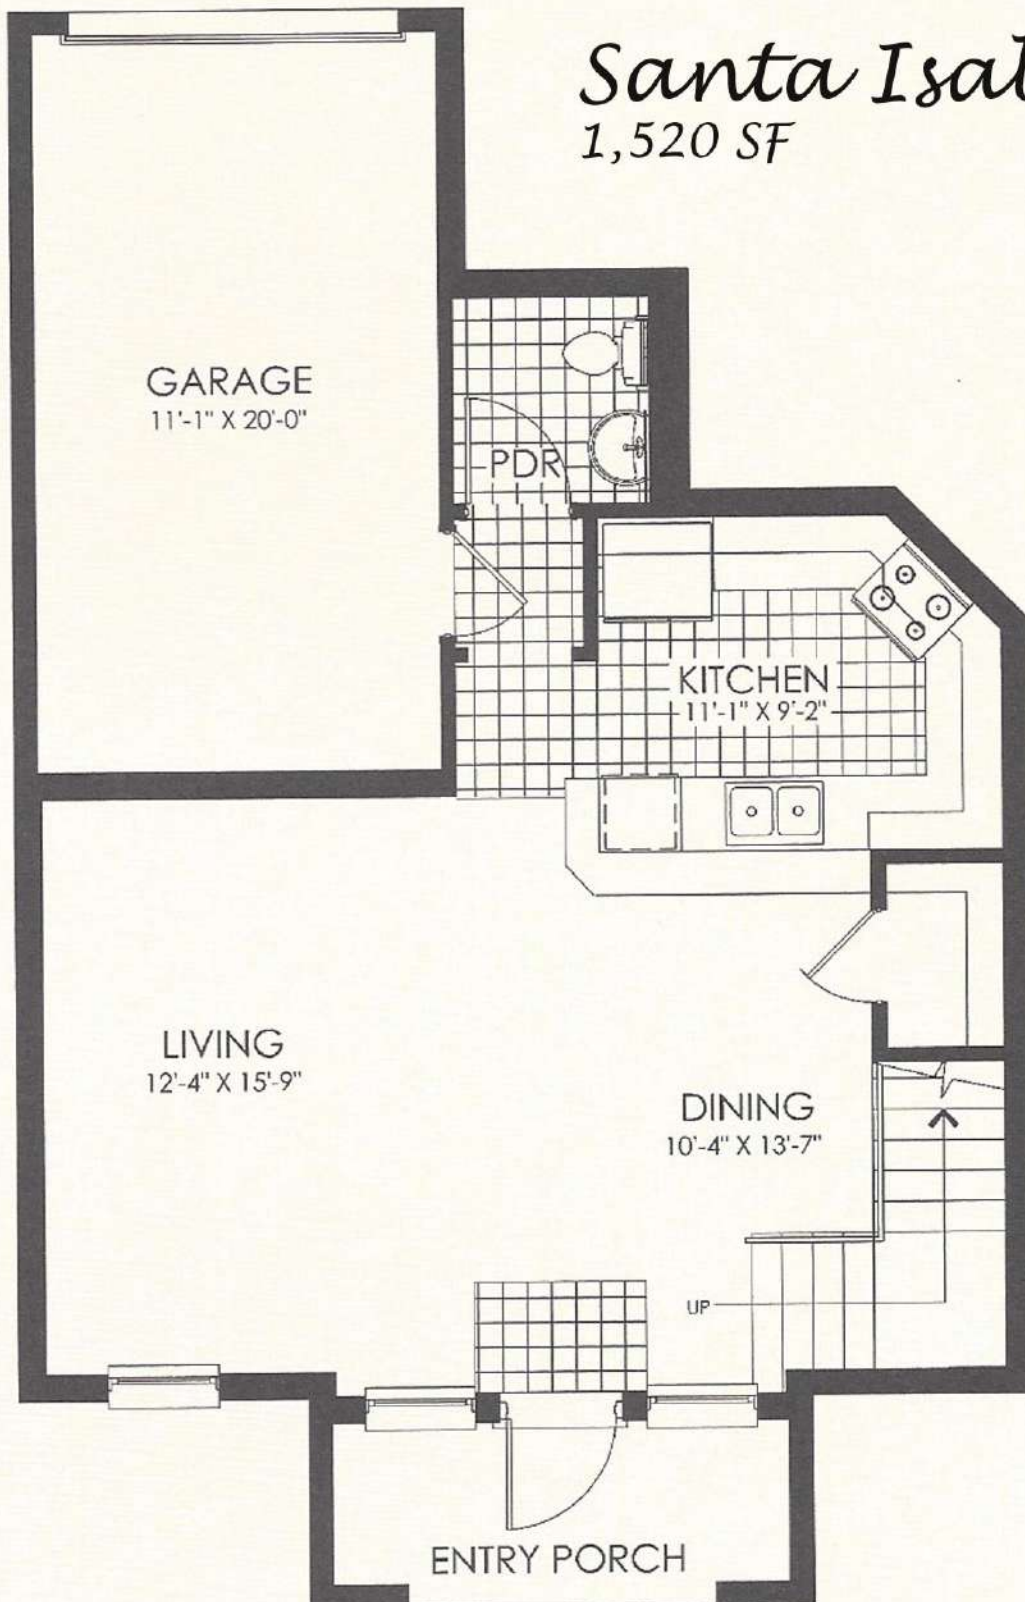 Santa
1,520 SF
GARAGE
11'-1" X 20'-0"
PDR
KITCHEN
11'-1" X 9'-2"
LIVING
12'-4" X 15'-9"
DINING
10'-4" X 13'-7"
UP
ENTRY PORCH